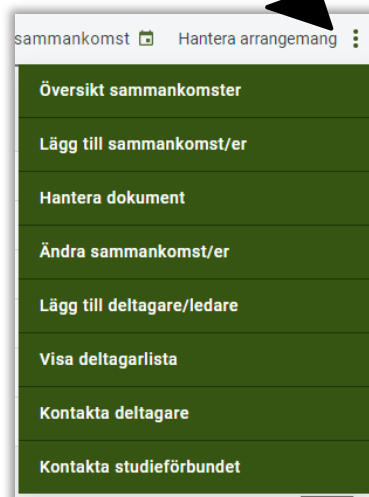 sammankomst Hantera arrangemang
Översikt sammankomster
Lägg till sammankomst/er
Hantera dokument
Ändra sammankomst/er
Lägg till deltagare/ledare
Visa deltagarlista
Kontakta deltagare
Kontakta studieförbundet